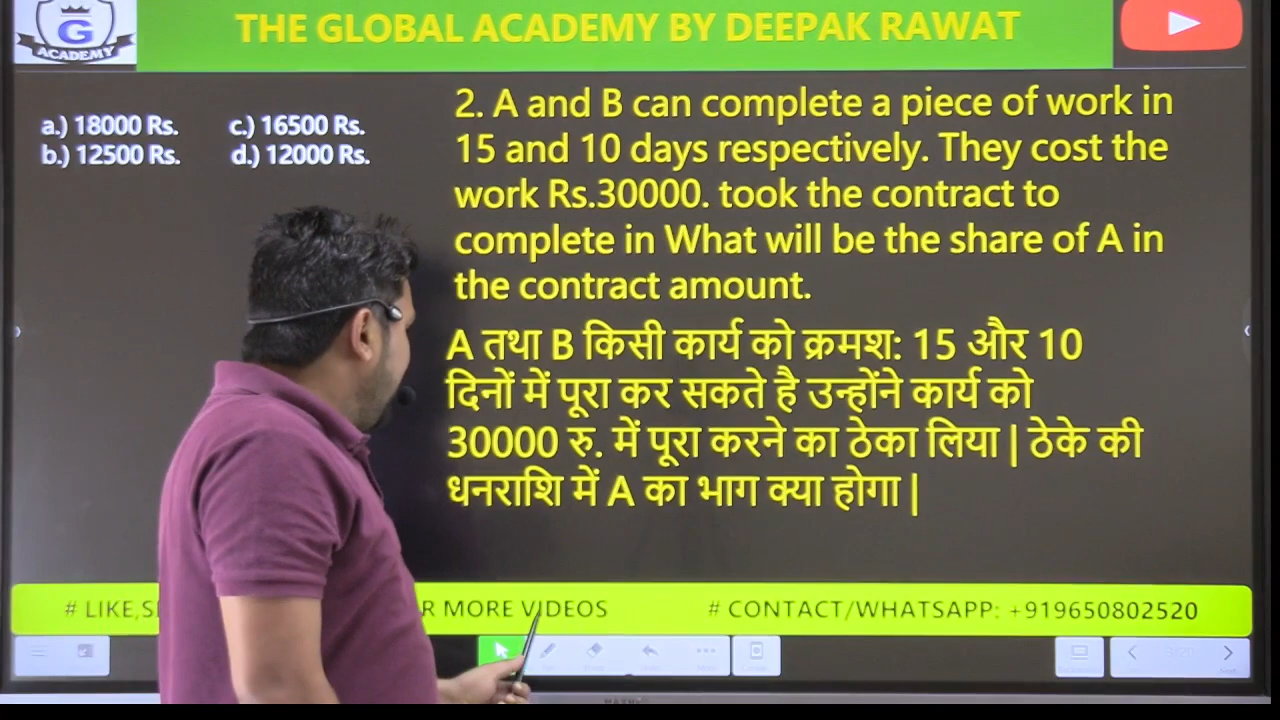 G
ACADEMY
THE GLOBAL ACADEMY BY DEEPAK RAWAT
a.) 18000 Rs. c.) 16500 Rs.
b.) 12500 Rs. d.) 12000 Rs.
2. A and B can complete a piece of work in
15 and 10 days respectively. They cost the
work Rs.30000. took the contract to
complete in What will be the share of A in
the contract amount.
A तथा B किसी कार्य को क्रमश: 15 और 10
दिनों में पूरा कर सकते है उन्होंने कार्य को
30000 रु. में पूरा करने का ठेका लिया | ठेके की
धनराशि में A का भाग क्या होगा |
# LIKE,S R MORE VIDEOS # CONTACT/WHATSAPP: +919650802520